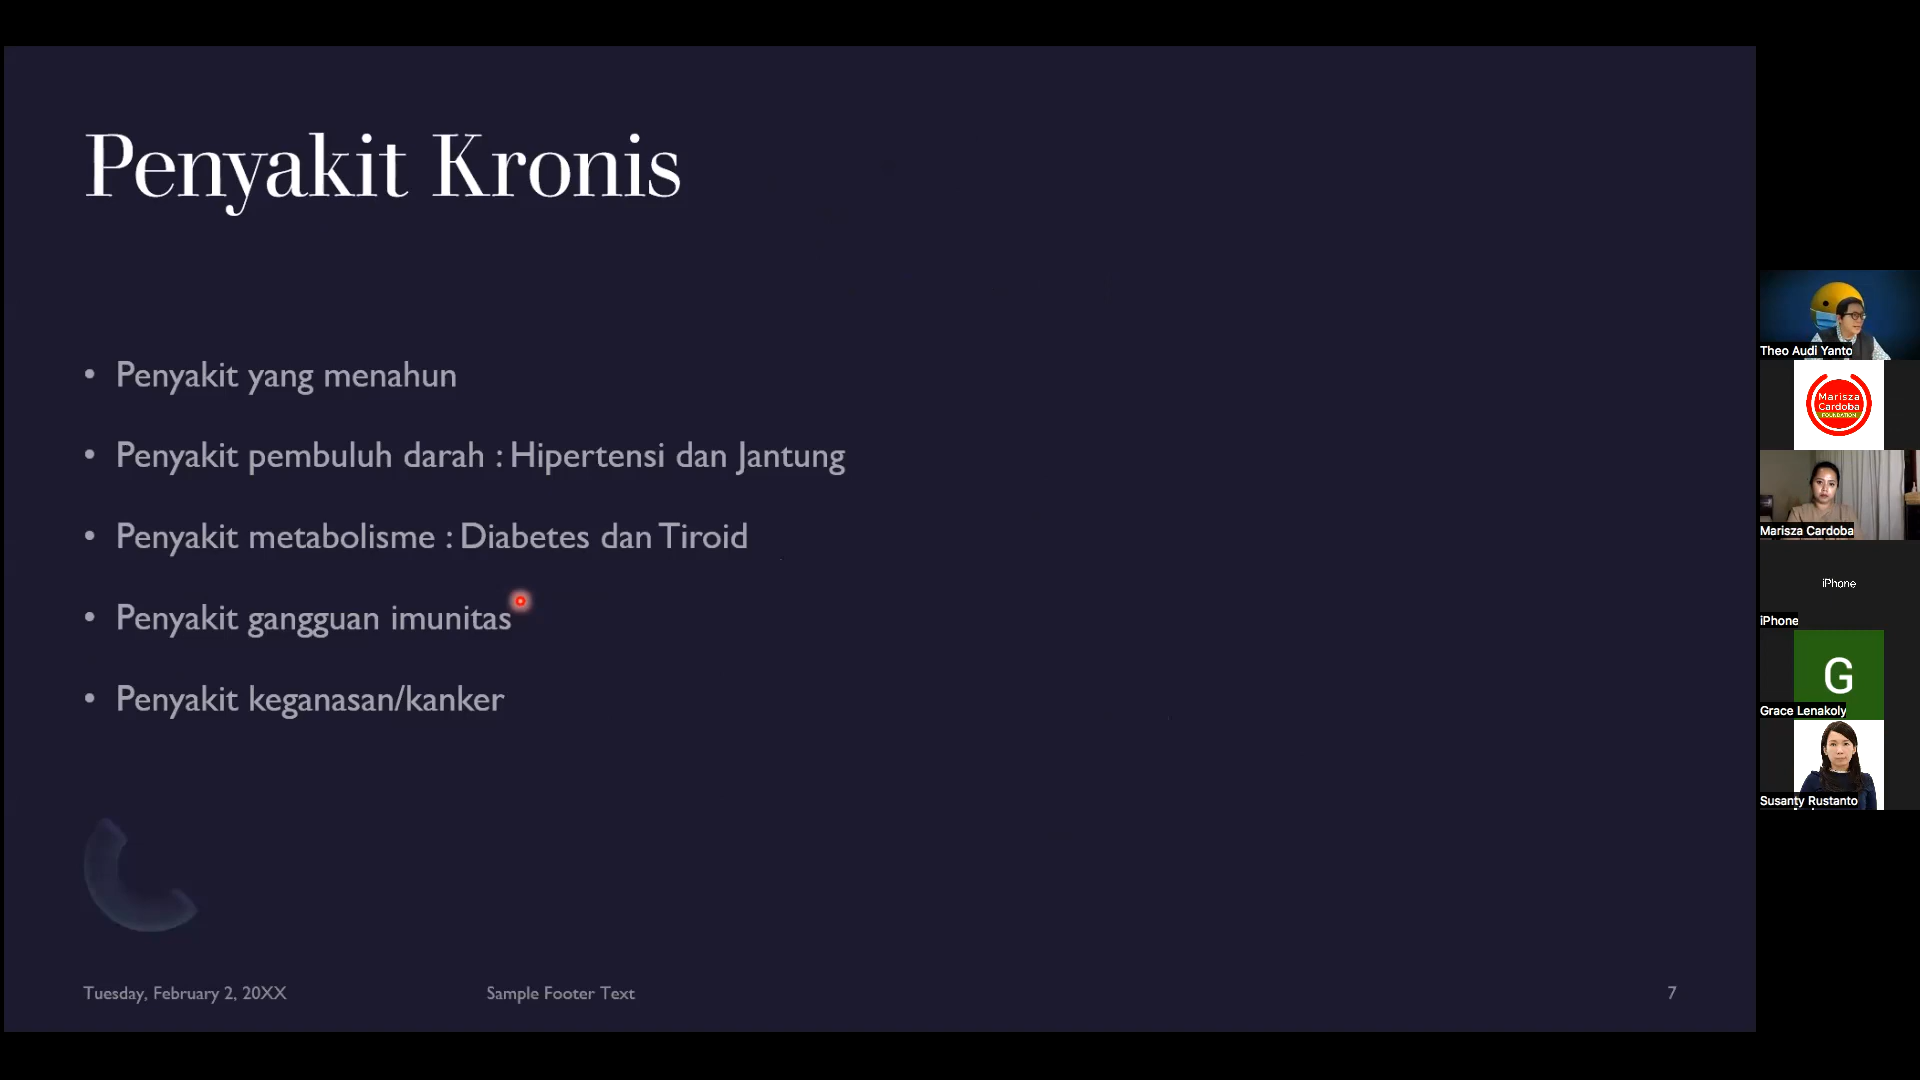 Penyakit Kronis
• Penyakit yang menahun
• Penyakit pembuluh darah : Hipertensi dan Jantung
• Penyakit metabolisme : Diabetes dan Tiroid
• Penyakit gangguan imunitas
• Penyakit keganasan/kanker
Tuesday, February 2, 20XX
Sample Footer Text
7
Theo Audi Yanto
Marisza
Cardoba
FOUNDATION
Marisza Cardoba
iPhone
iPhone
G
Grace Lenakoly
Susanty Rustanto